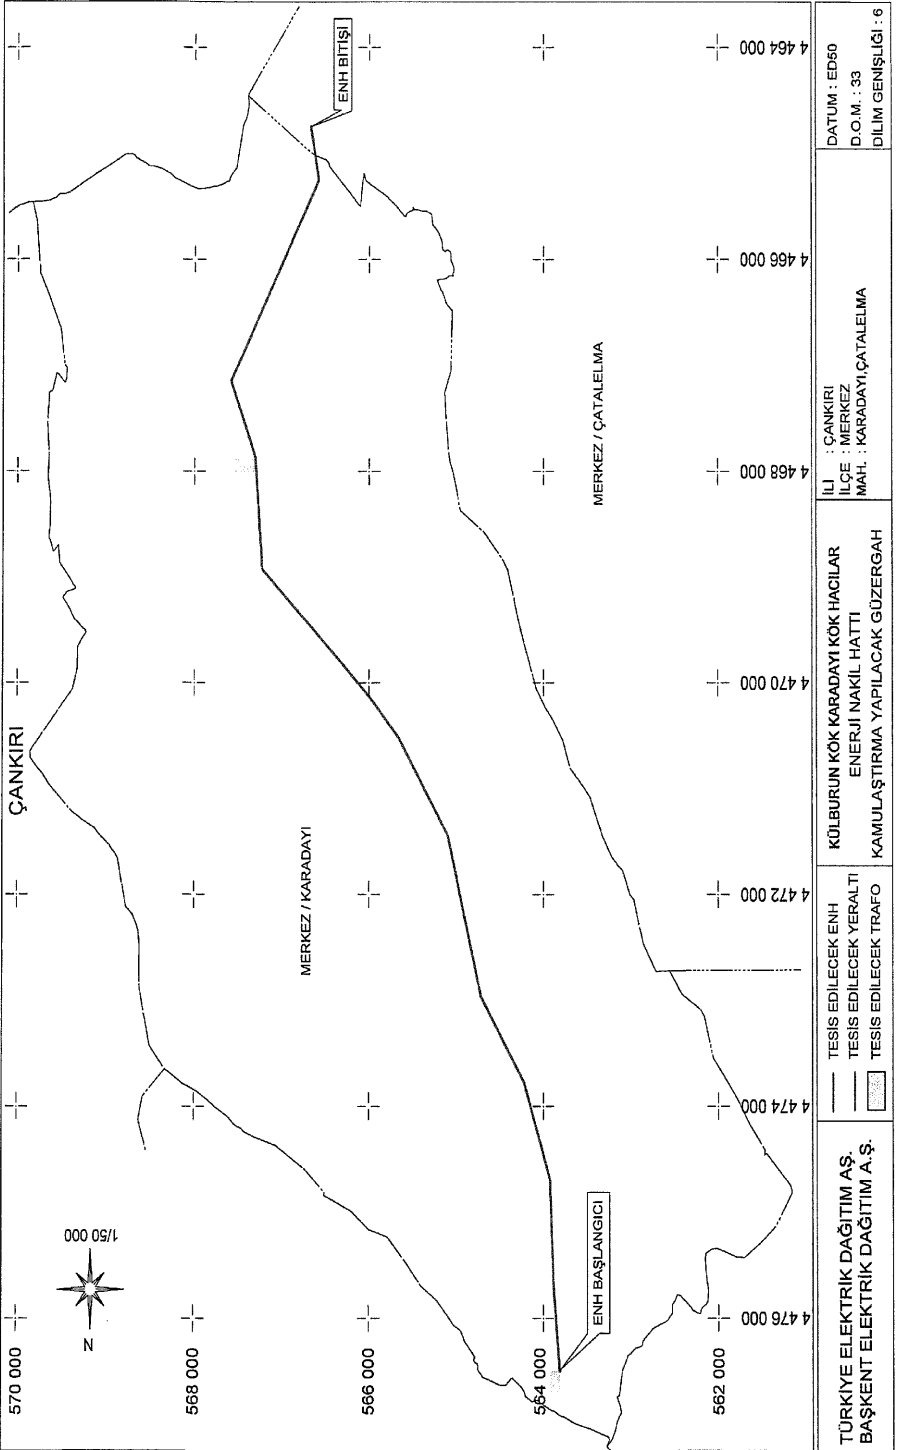 ÇANKIRI
1/50 000
N
570 000
568 000
566 000
564 000
562 000
4 476 000
4 474 000
4 472 000
4 470 000
4 468 000
4 466 000
4 464 000
MERKEZ / KARADAYI
MERKEZ / ÇATALELMA
ENH BAŞLANGICI
ENH BİTİŞİ
TÜRKİYE ELEKTRİK DAĞITIM AŞ.
BAŞKENT ELEKTRİK DAĞITIM A.Ş.
TESİS EDİLECEK ENH
TESİS EDİLECEK YERALTI
TESİS EDİLECEK TRAFO
KÜLBURUN KÖK KARADAYI KÖK HACILAR
ENERJİ NAKİL HATTI
KAMULAŞTIRMA YAPILACAK GÜZERGAH
İLİ : ÇANKIRI
İLÇE : MERKEZ
MAH. : KARADAYI,ÇATALELMA
DATUM : ED50
D.O.M. : 33
DİLİM GENİŞLİĞİ : 6